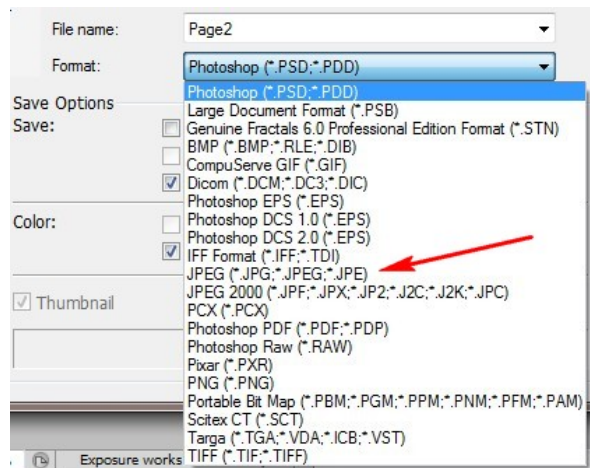 File name: Page2
Format: Photoshop (*.PSD;*.PDD)
Photoshop (*.PSD;*.PDD)
Save Options
Large Document Format (*.PSB)
Save:
Genuine Fractals 6.0 Professional Edition Format (*.STN)
BMP (*.BMP;*.RLE;*.DIB)
CompuServe GIF (*.GIF)
Dicom (*.DCM;*.DC3;*.DIC)
Photoshop EPS (*.EPS)
Color:
Photoshop DCS 1.0 (*.EPS)
Photoshop DCS 2.0 (*.EPS)
IFF Format (*.IFF;*.TDI)
JPEG (*.JPG;*.JPEG;*.JPE)
Thumbnail
JPEG 2000 (*.JPF;*.JPX;*.JP2;*.J2C;*.J2K;*.JPC)
PCX (*.PCX)
Photoshop PDF (*.PDF;*.PDP)
Photoshop Raw (*.RAW)
Pixar (*.PXR)
PNG (*.PNG)
Portable Bit Map (*.PBM;*.PGM;*.PPM;*.PNM;*.PFM;*.PAM)
Scitex CT (*.SCT)
Targa (*.TGA;*.VDA;*.ICB;*.VST)
Exposure works
TIFF (*.TIF;*.TIFF)